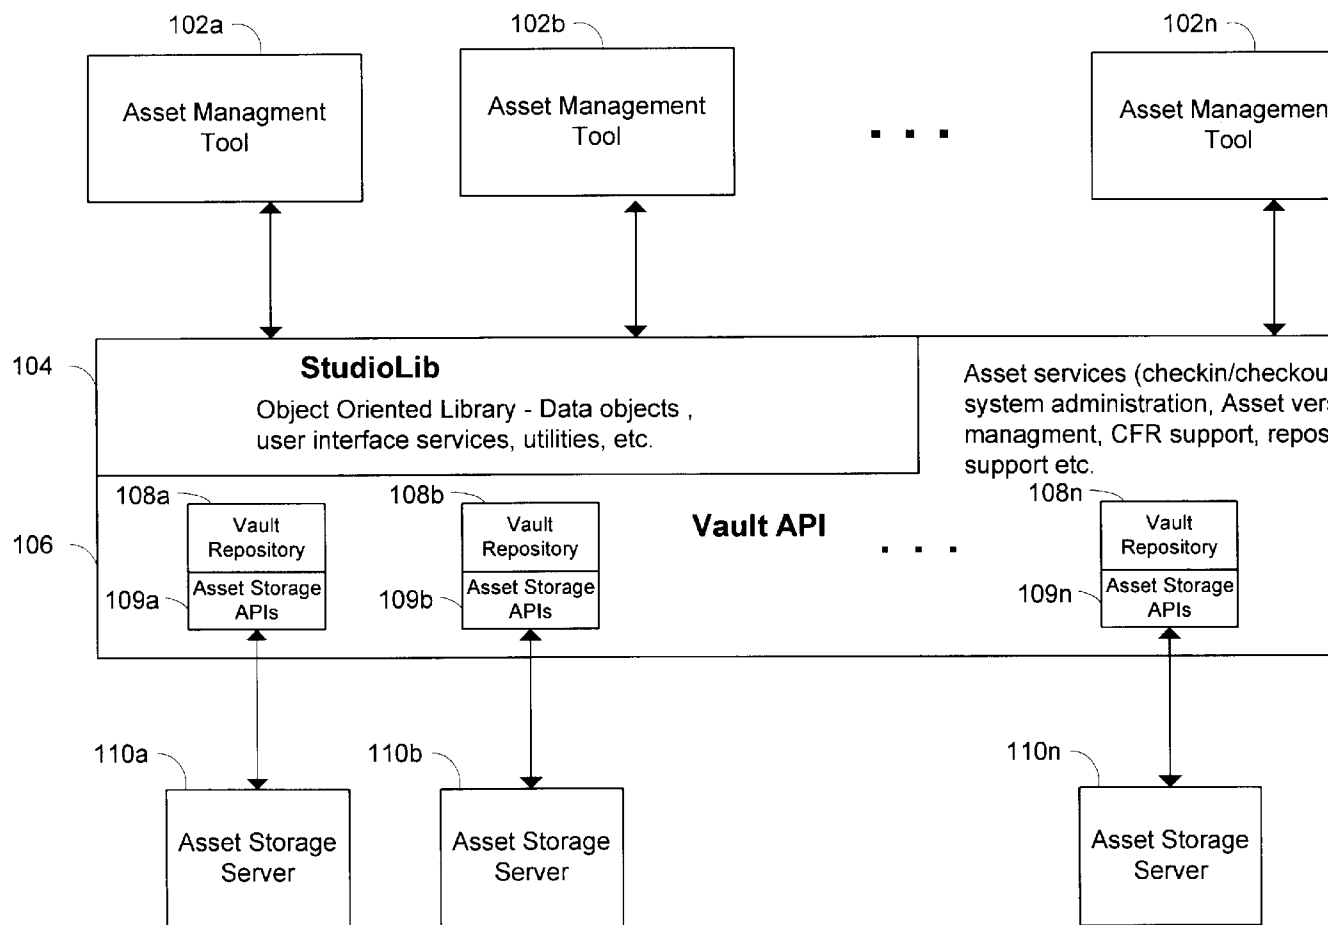 102a
102b
102n
Asset Managment
Tool
Asset Management
Tool
Asset Managemen
Tool
104
StudioLib
Object Oriented Library - Data objects ,
user interface services, utilities, etc.
Asset services (checkin/checkou
system administration, Asset vers
managment, CFR support, repos
support etc.
106
Vault API
108a
Vault
Repository
109a
Asset Storage
APIs
108b
Vault
Repository
109b
Asset Storage
APIs
108n
Vault
Repository
109n
Asset Storage
APIs
110a
110b
110n
Asset Storage
Server
Asset Storage
Server
Asset Storage
Server